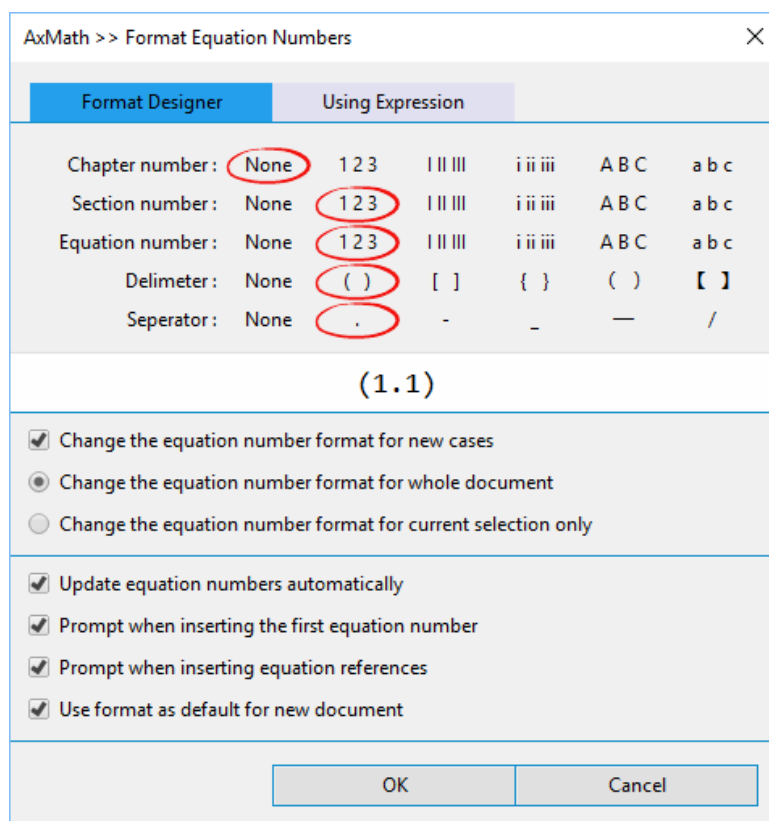 AxMath >> Format Equation Numbers
Format Designer Using Expression
Chapter number : None 1 2 3 I II III i ii iii A B C a b c
Section number : None 1 2 3 I II III i ii iii A B C a b c
Equation number : None 1 2 3 I II III i ii iii A B C a b c
Delimeter : None ( ) [ ] { } ( ) 【 】
Seperator : None . - _ — /
(1.1)
Change the equation number format for new cases
Change the equation number format for whole document
Change the equation number format for current selection only
Update equation numbers automatically
Prompt when inserting the first equation number
Prompt when inserting equation references
Use format as default for new document
OK Cancel